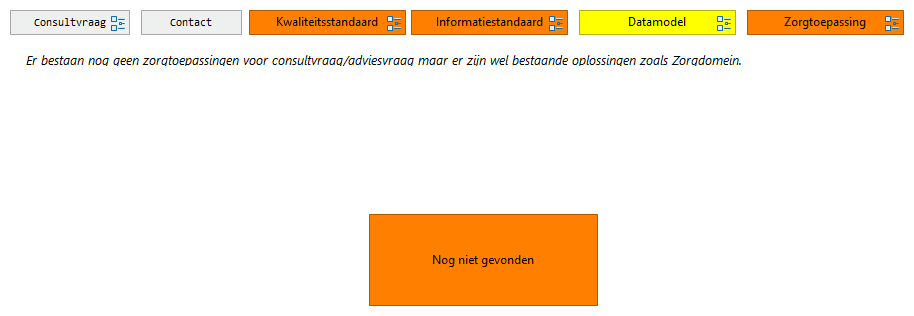 Consultvraag Contact Kwaliteitsstandaard Informatiestandaard Datamodel Zorgtoepassing
Er bestaan nog geen zorgtoepassingen voor consultvraag/adviesvraag maar er zijn wel bestaande oplossingen zoals Zorgdomein.
Nog niet gevonden